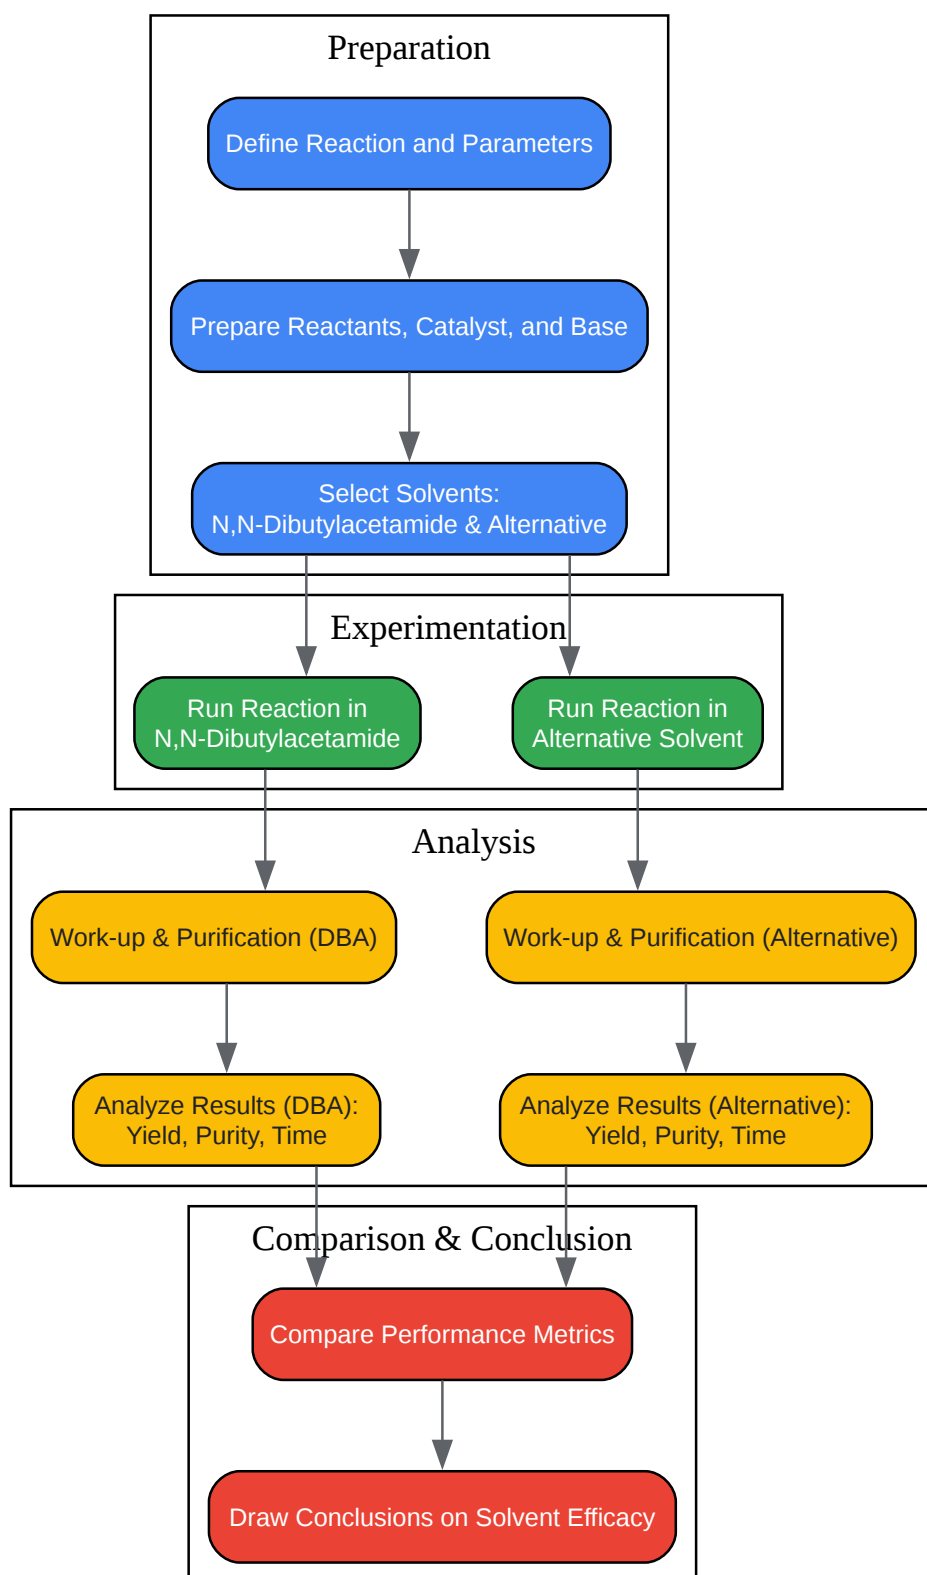 Preparation
Define Reaction and Parameters
Prepare Reactants, Catalyst, and Base
Select Solvents:
N,N-Dibutylacetamide & Alternative
Experimentation
Run Reaction in
N,N-Dibutylacetamide
Run Reaction in
Alternative Solvent
Analysis
Work-up & Purification (DBA)
Work-up & Purification (Alternative)
Analyze Results (DBA):
Yield, Purity, Time
Analyze Results (Alternative):
Yield, Purity, Time
Comparison & Conclusion
Compare Performance Metrics
Draw Conclusions on Solvent Efficacy